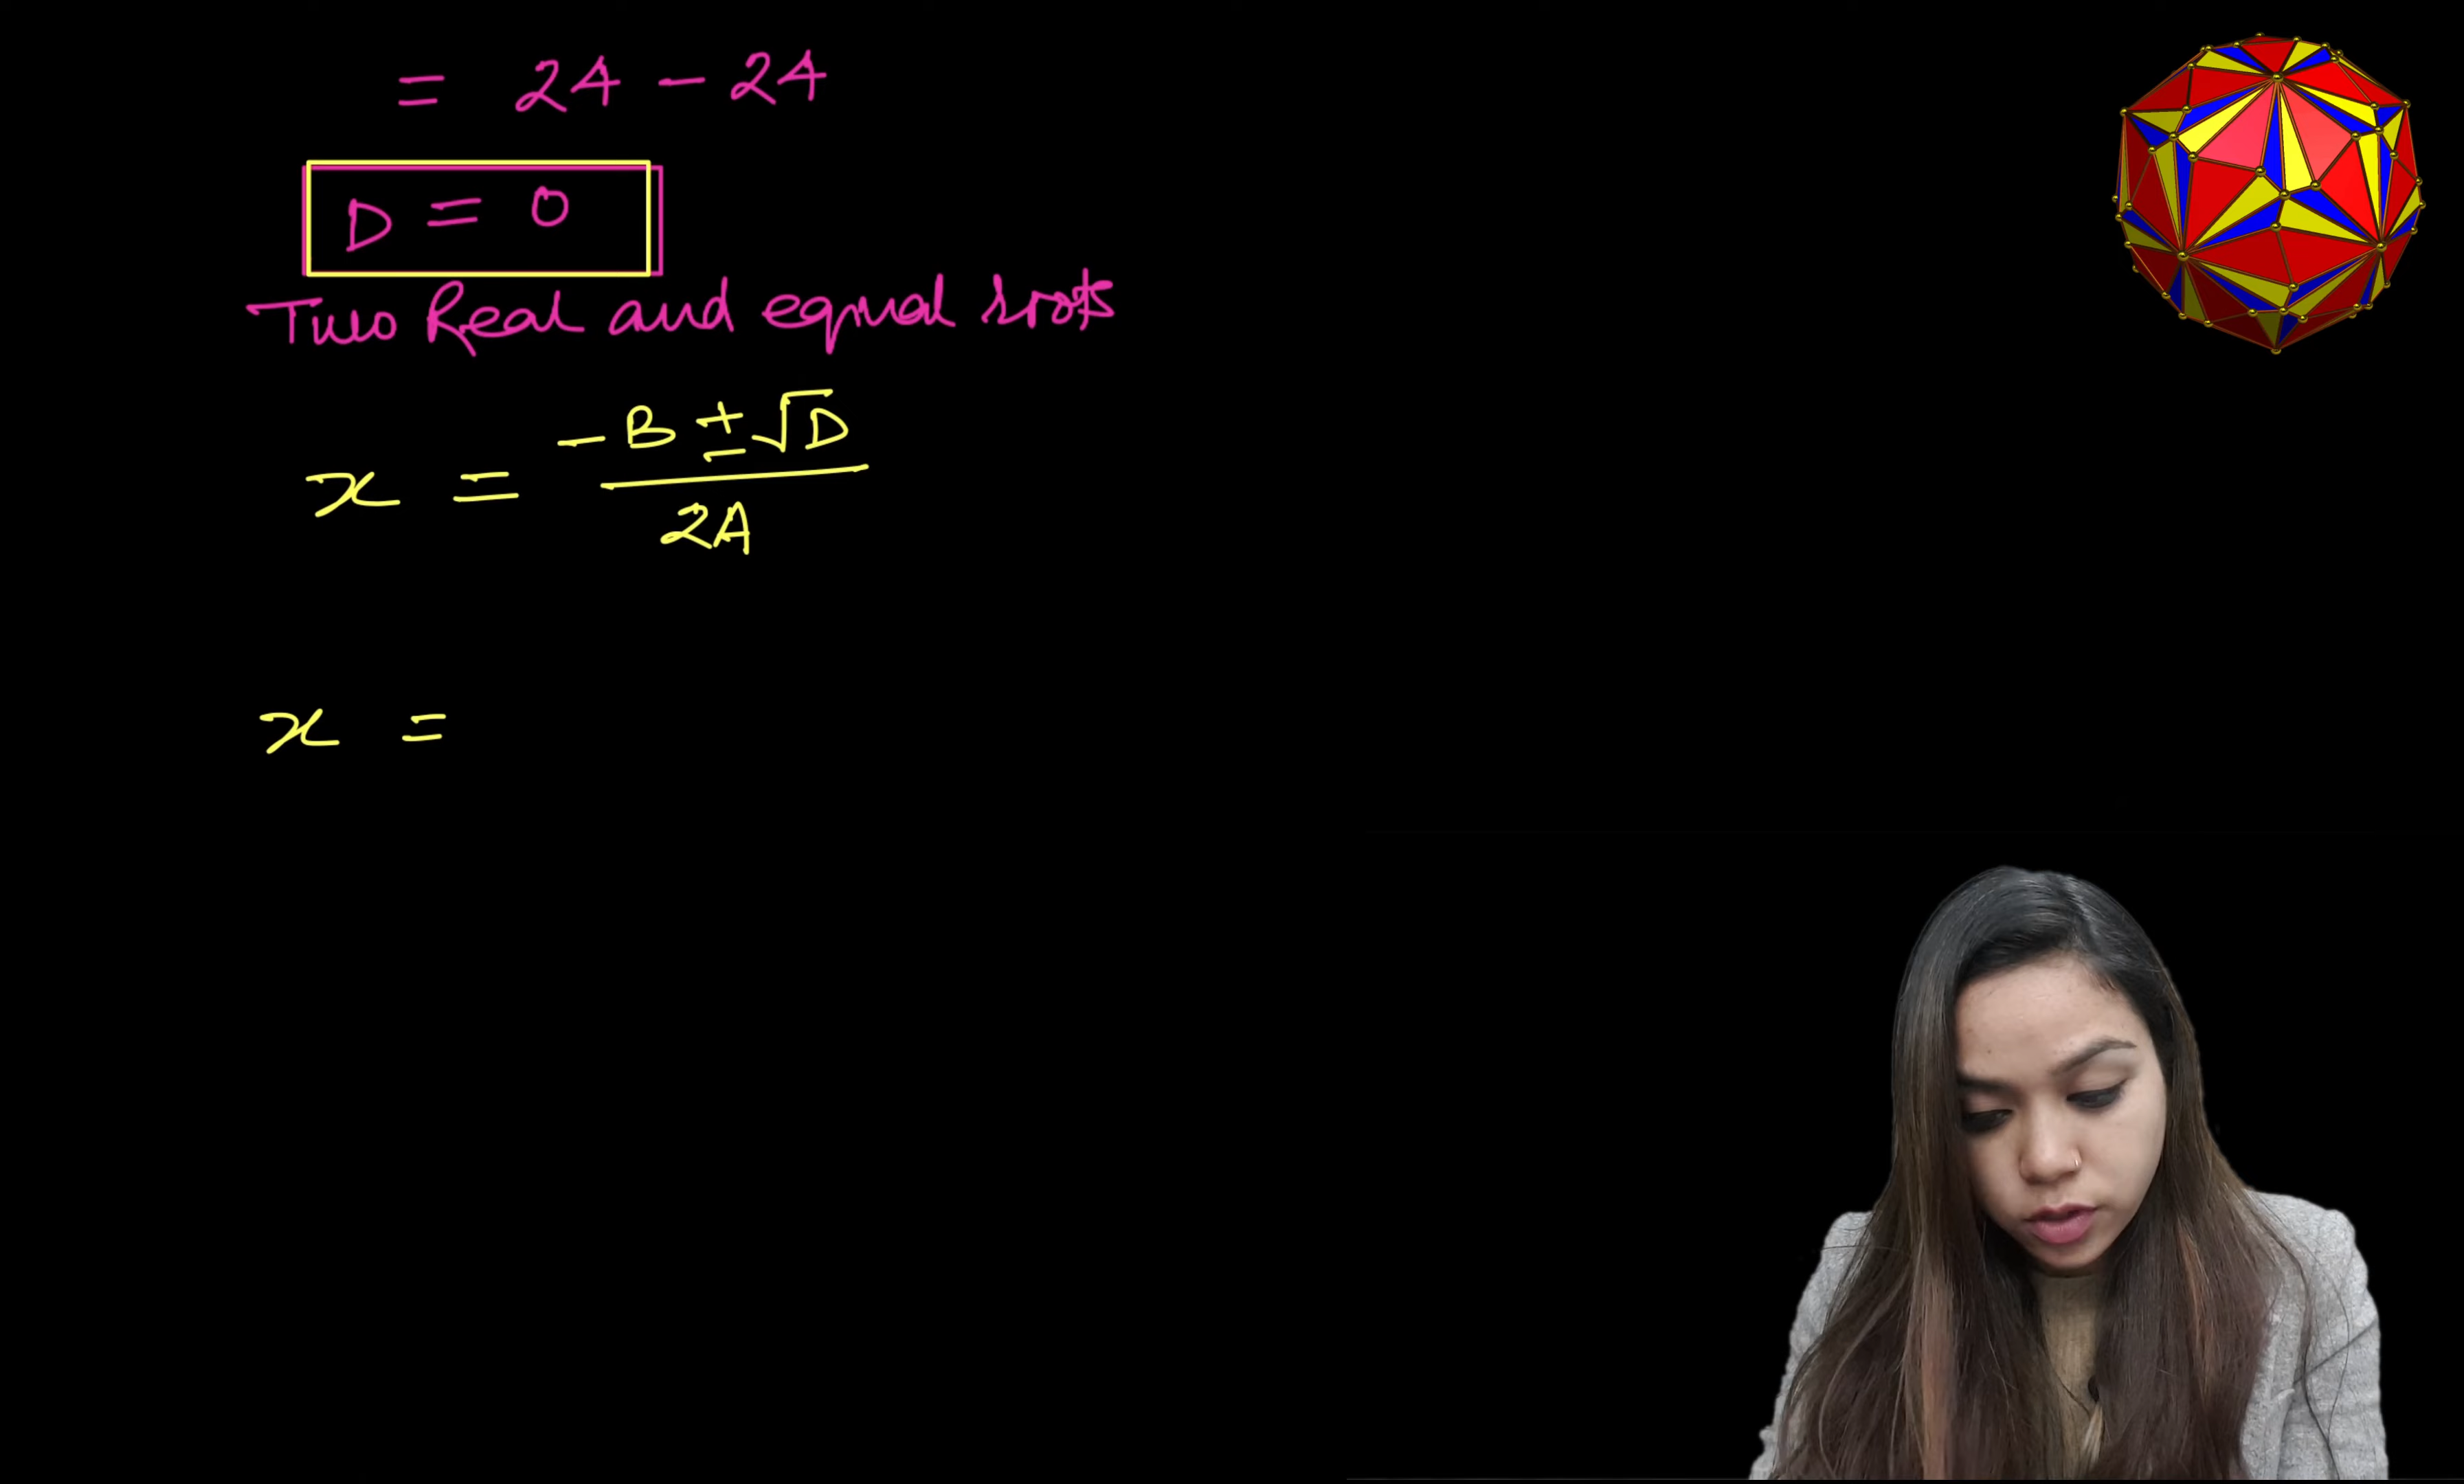 = 24 - 24
D = 0
Two Real and equal roots
x = -B ± √D / 2A
x =